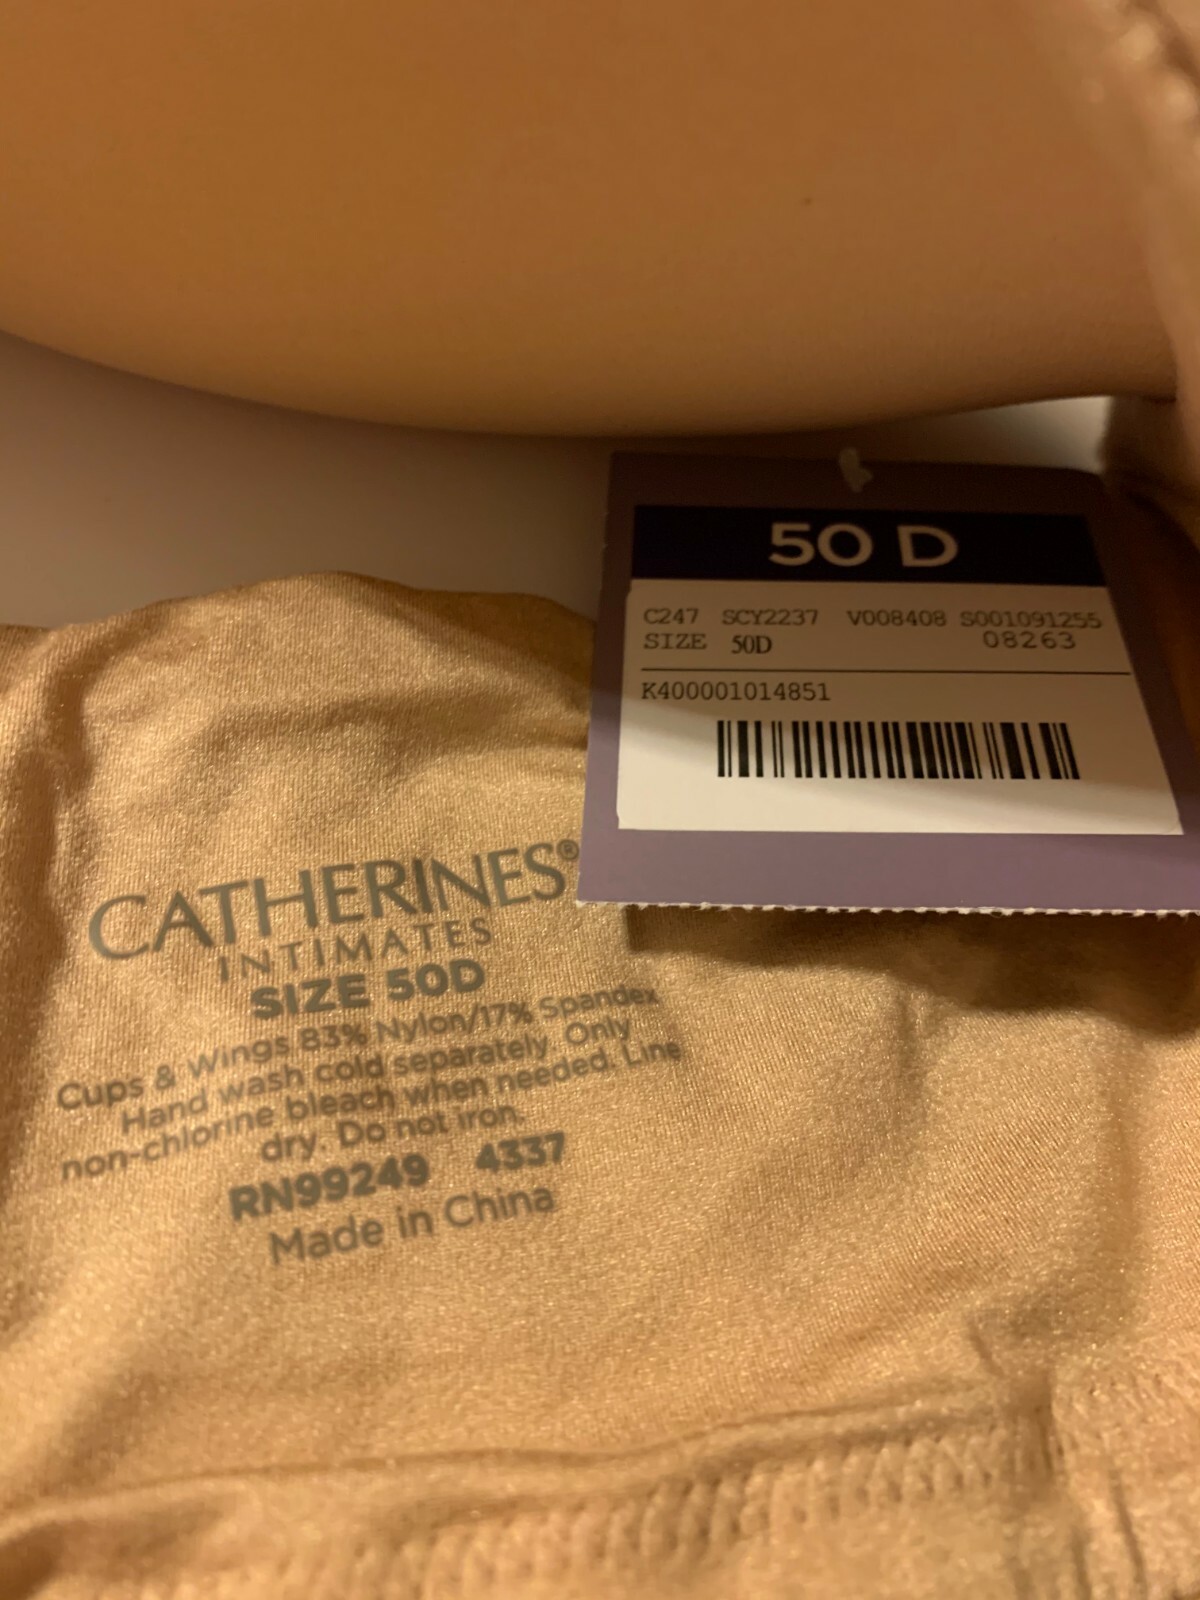 50 D
C247 SCY2237 V008408 S001091255
SIZE 50D 08263
K400001014851
CATHERINES®
INTIMATES
SIZE 50D
Cups & Wings 83% Nylon/17% Spandex
Hand wash cold separately. Only
non-chlorine bleach when needed. Line
dry. Do not iron.
RN99249 4337
Made in China